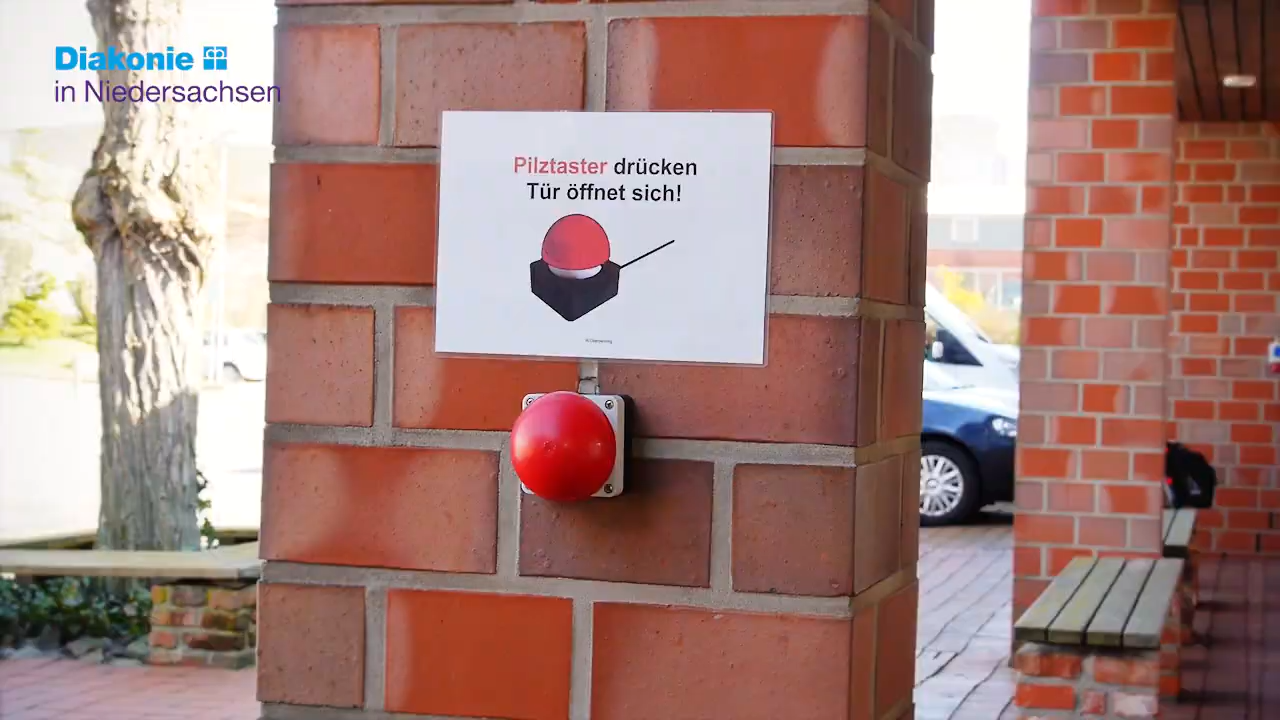 Diakonie
in Niedersachsen
Pilztaster drücken
Tür öffnet sich!